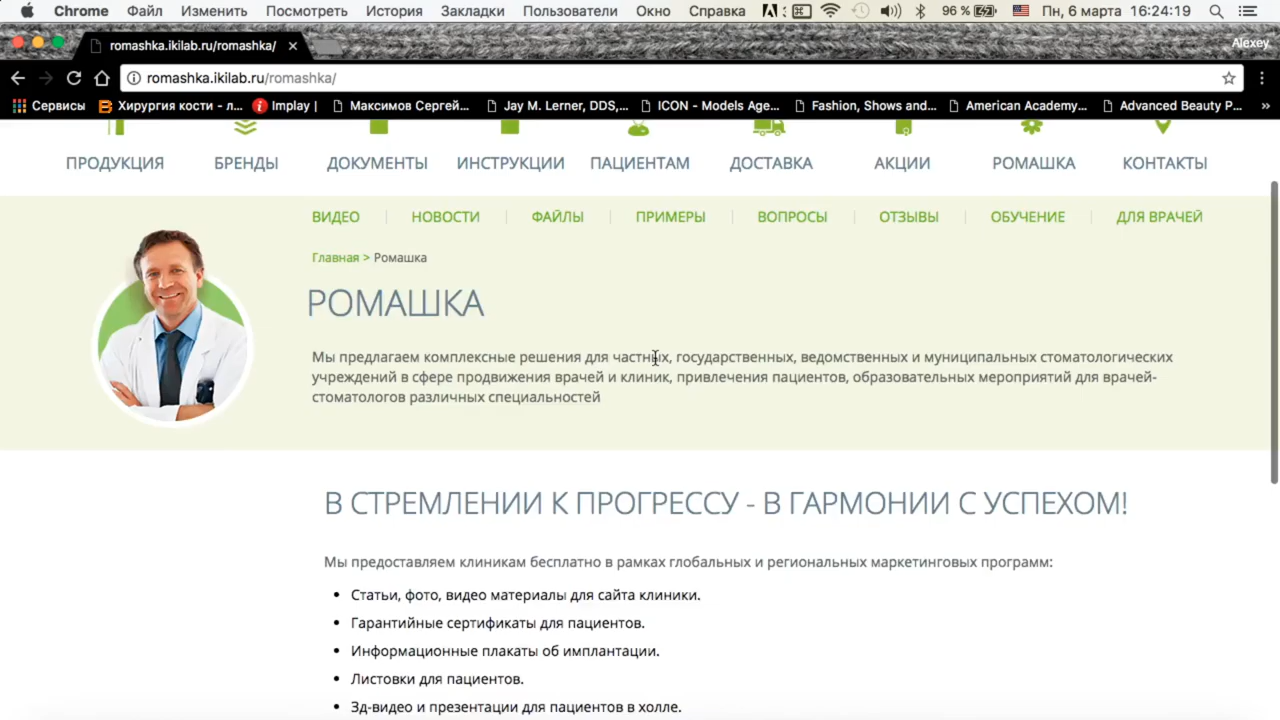 Chrome Файл Изменить Посмотреть История Закладки Пользователи Окно Справка 96 % Пн, 6 марта 16:24:19
romashka.ikilab.ru/romashka/ Alexey
romashka.ikilab.ru/romashka/
Сервисы Хирургия кости - л... Implay | Максимов Сергей... Jay M. Lerner, DDS,... ICON - Models Age... Fashion, Shows and... American Academy... Advanced Beauty P... »
ПРОДУКЦИЯ БРЕНДЫ ДОКУМЕНТЫ ИНСТРУКЦИИ ПАЦИЕНТАМ ДОСТАВКА АКЦИИ РОМАШКА КОНТАКТЫ
ВИДЕО НОВОСТИ ФАЙЛЫ ПРИМЕРЫ ВОПРОСЫ ОТЗЫВЫ ОБУЧЕНИЕ ДЛЯ ВРАЧЕЙ
Главная > Ромашка
РОМАШКА
Мы предлагаем комплексные решения для частных, государственных, ведомственных и муниципальных стоматологических
учреждений в сфере продвижения врачей и клиник, привлечения пациентов, образовательных мероприятий для врачей-
стоматологов различных специальностей
В СТРЕМЛЕНИИ К ПРОГРЕССУ - В ГАРМОНИИ С УСПЕХОМ!
Мы предоставляем клиникам бесплатно в рамках глобальных и региональных маркетинговых программ:
• Статьи, фото, видео материалы для сайта клиники.
• Гарантийные сертификаты для пациентов.
• Информационные плакаты об имплантации.
• Листовки для пациентов.
• 3д-видео и презентации для пациентов в холле.